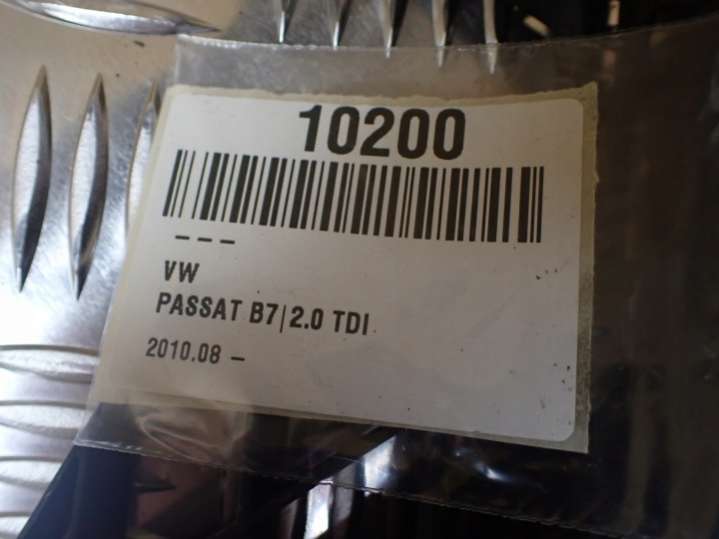 10200
---
VW
PASSAT B7|2.0 TDI
2010.08 -